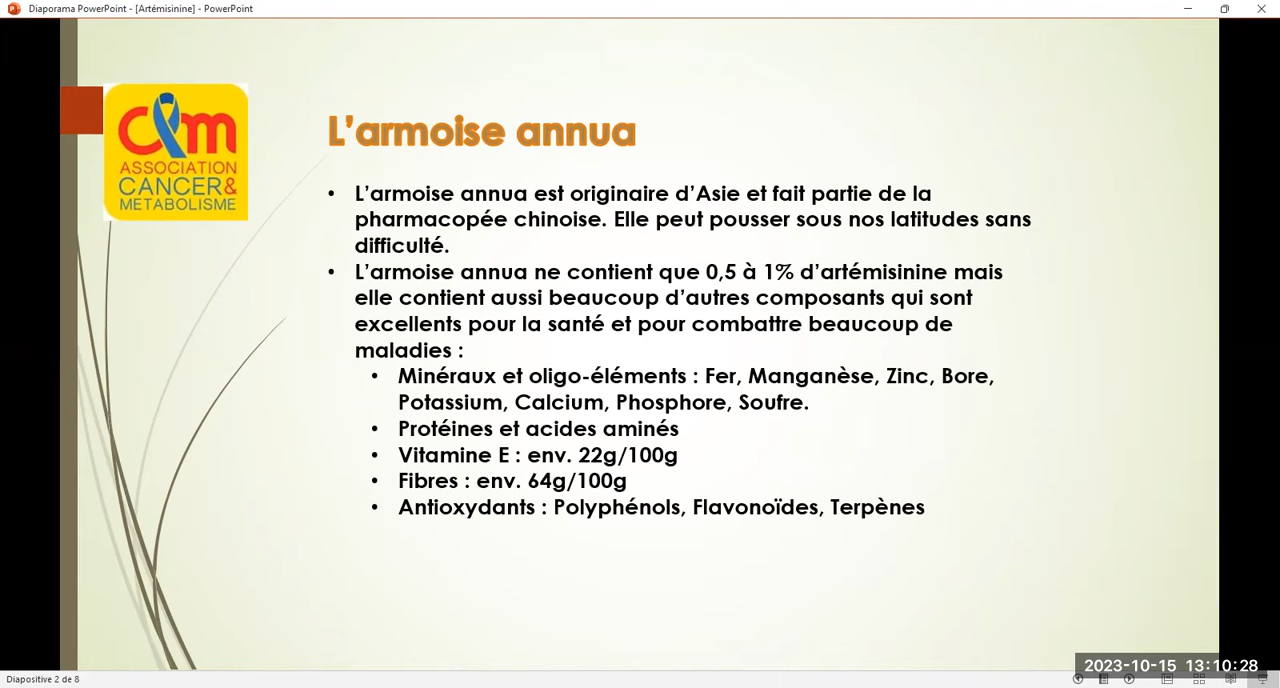 Diaporama PowerPoint - [Artémisinine] - PowerPoint
c&m
ASSOCIATION
CANCER&
METABOLISME
L’armoise annua
• L’armoise annua est originaire d’Asie et fait partie de la
pharmacopée chinoise. Elle peut pousser sous nos latitudes sans
difficulté.
• L’armoise annua ne contient que 0,5 à 1% d’artémisinine mais
elle contient aussi beaucoup d’autres composants qui sont
excellents pour la santé et pour combattre beaucoup de
maladies :
• Minéraux et oligo-éléments : Fer, Manganèse, Zinc, Bore,
Potassium, Calcium, Phosphore, Soufre.
• Protéines et acides aminés
• Vitamine E : env. 22g/100g
• Fibres : env. 64g/100g
• Antioxydants : Polyphénols, Flavonoïdes, Terpènes
2023-10-15 13:10:28
Diapositive 2 de 8